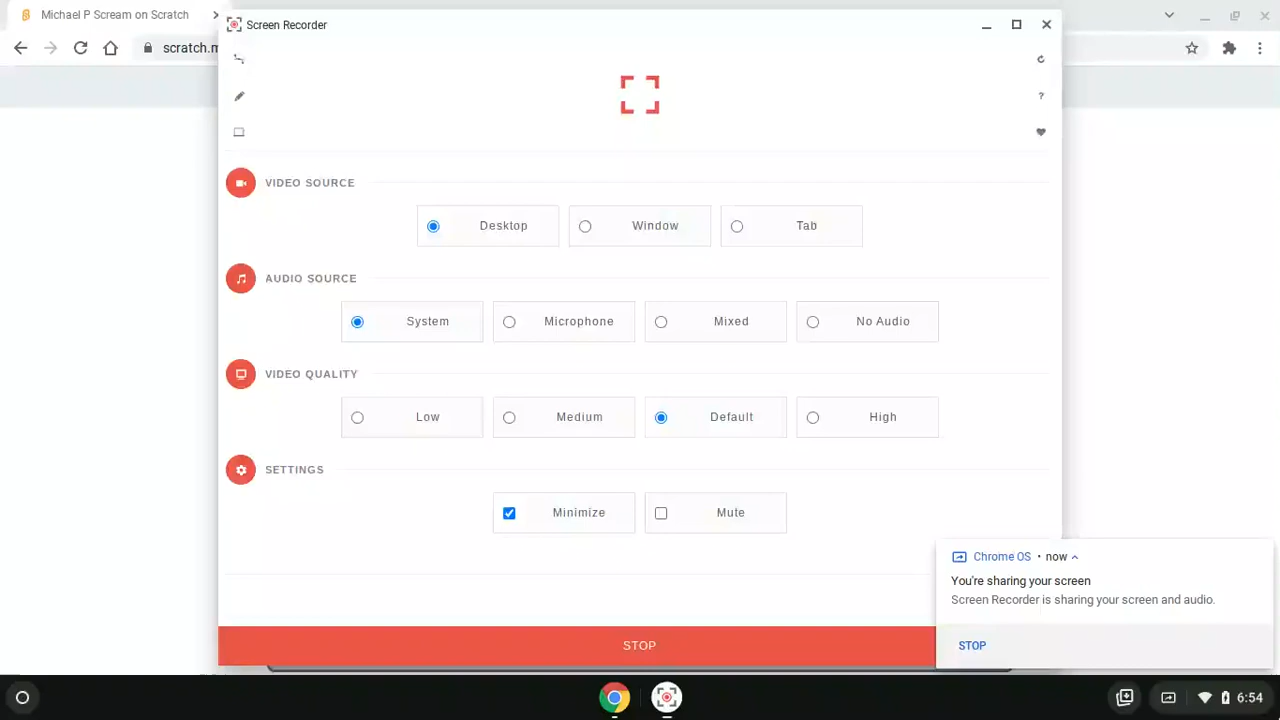 Michael P Scream on Scratch
Screen Recorder
scratch.m
?
VIDEO SOURCE
Desktop
Window
Tab
AUDIO SOURCE
System
Microphone
Mixed
No Audio
VIDEO QUALITY
Low
Medium
Default
High
SETTINGS
Minimize
Mute
Chrome OS • now
You're sharing your screen
Screen Recorder is sharing your screen and audio.
STOP
STOP
6:54